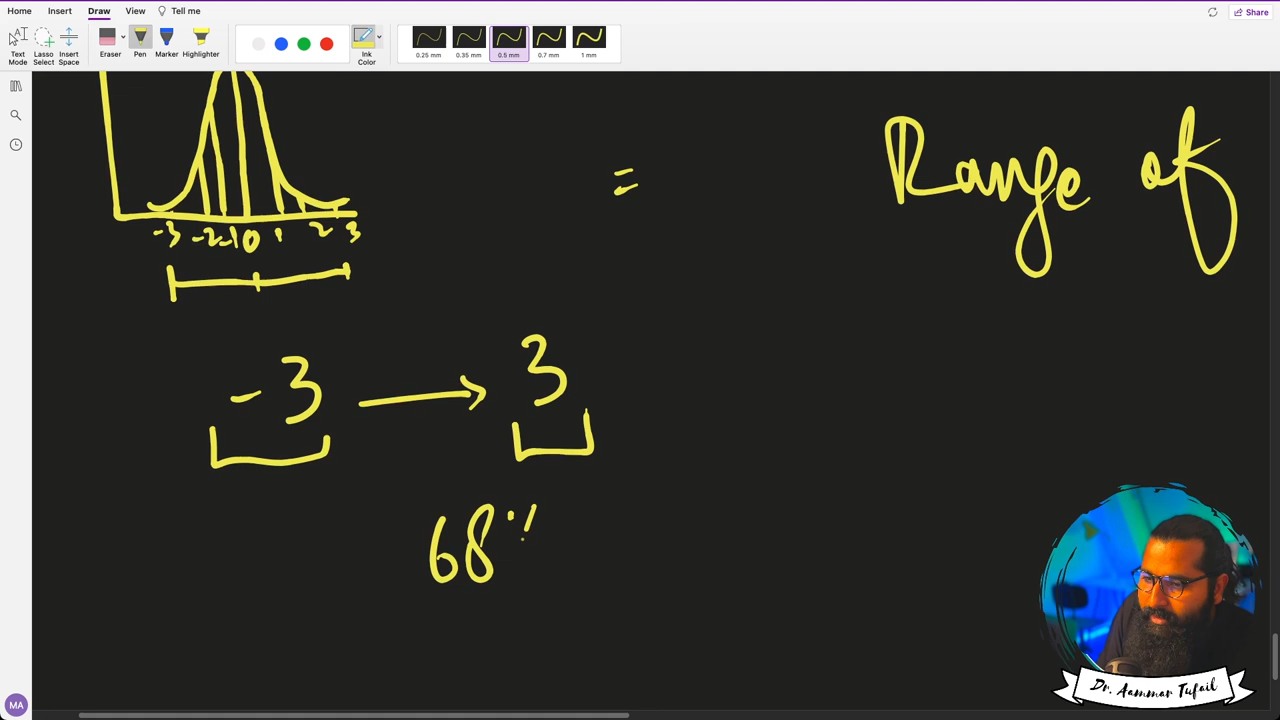 Home Insert Draw View Tell me Share
Text Mode Lasso Select Insert Space Eraser Pen Marker Highlighter Ink Color 0.25 mm 0.35 mm 0.5 mm 0.7 mm 1 mm
= Range of
-3 -2 -1 0 1 2 3
-3 → 3
68%
Dr. Aammar Tufail
MA